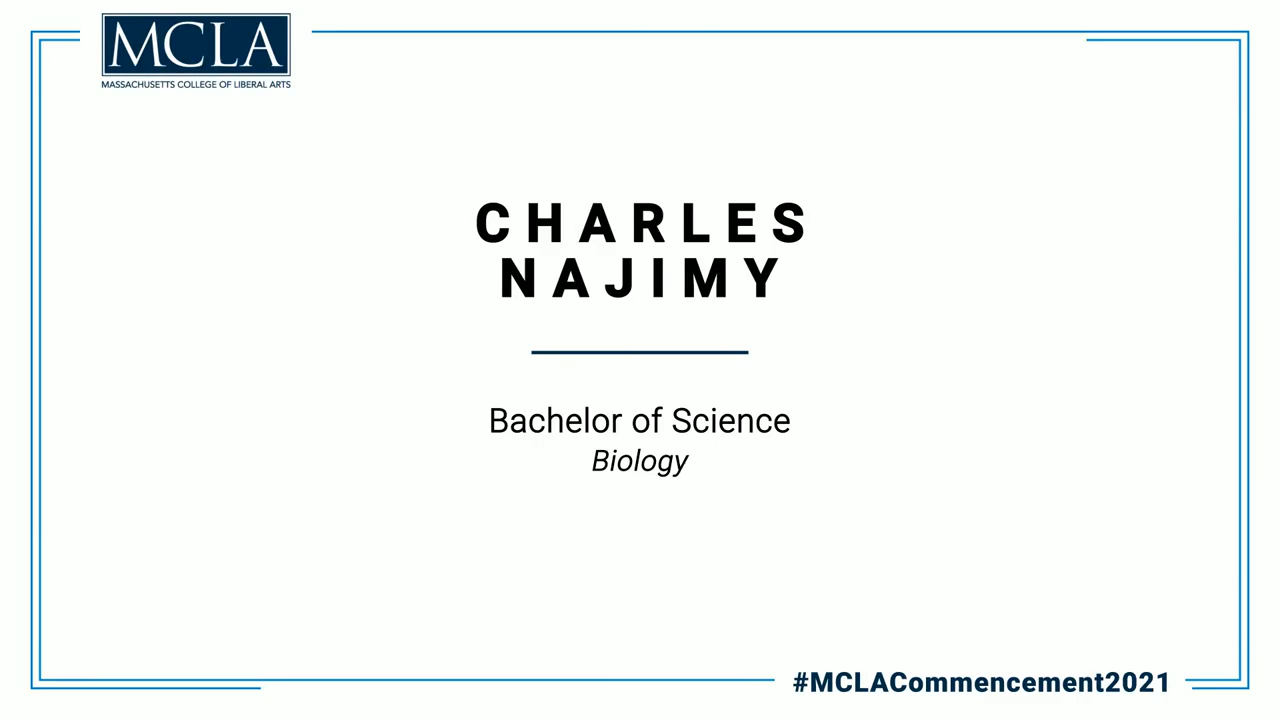 MCLA
MASSACHUSETTS COLLEGE OF LIBERAL ARTS
CHARLES
NAJIMY
Bachelor of Science
Biology
#MCLACommencement2021